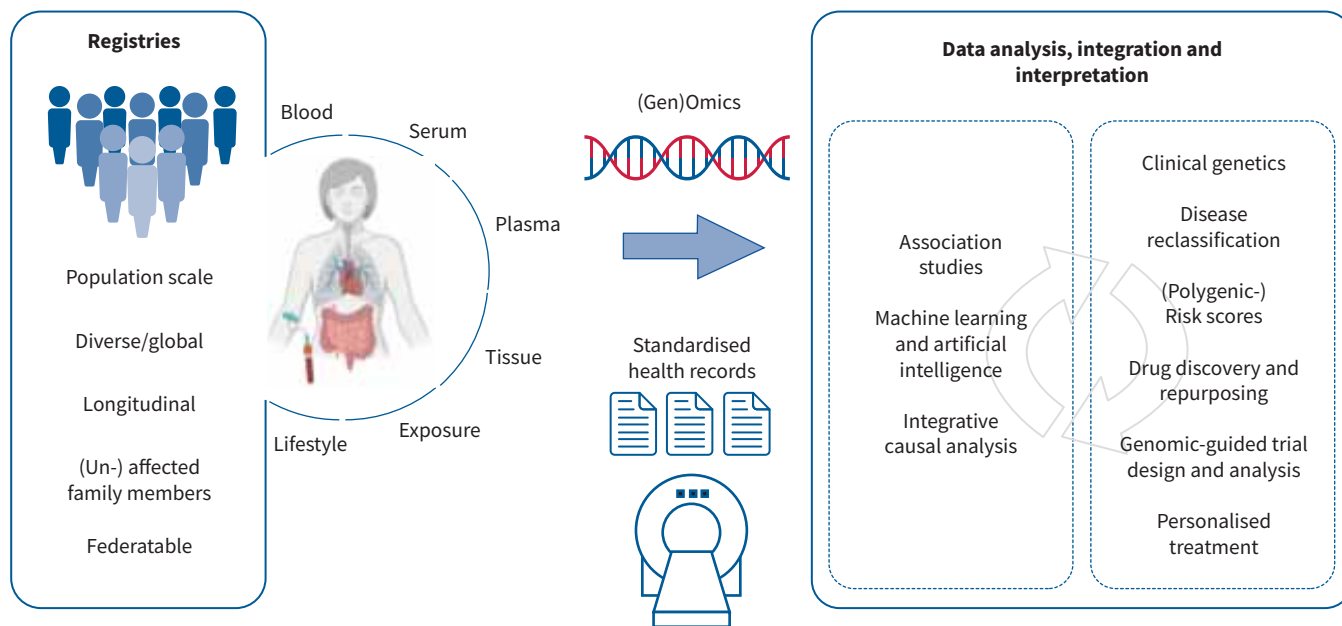 Registries
Population scale
Diverse/global
Longitudinal
(Un-) affected
family members
Federatable
Blood
Serum
Plasma
Tissue
Exposure
Lifestyle
(Gen)Omics
Standardised
health records
Data analysis, integration and
interpretation
Association
studies
Machine learning
and artificial
intelligence
Integrative
causal analysis
Clinical genetics
Disease
reclassification
(Polygenic-)
Risk scores
Drug discovery and
repurposing
Genomic-guided trial
design and analysis
Personalised
treatment